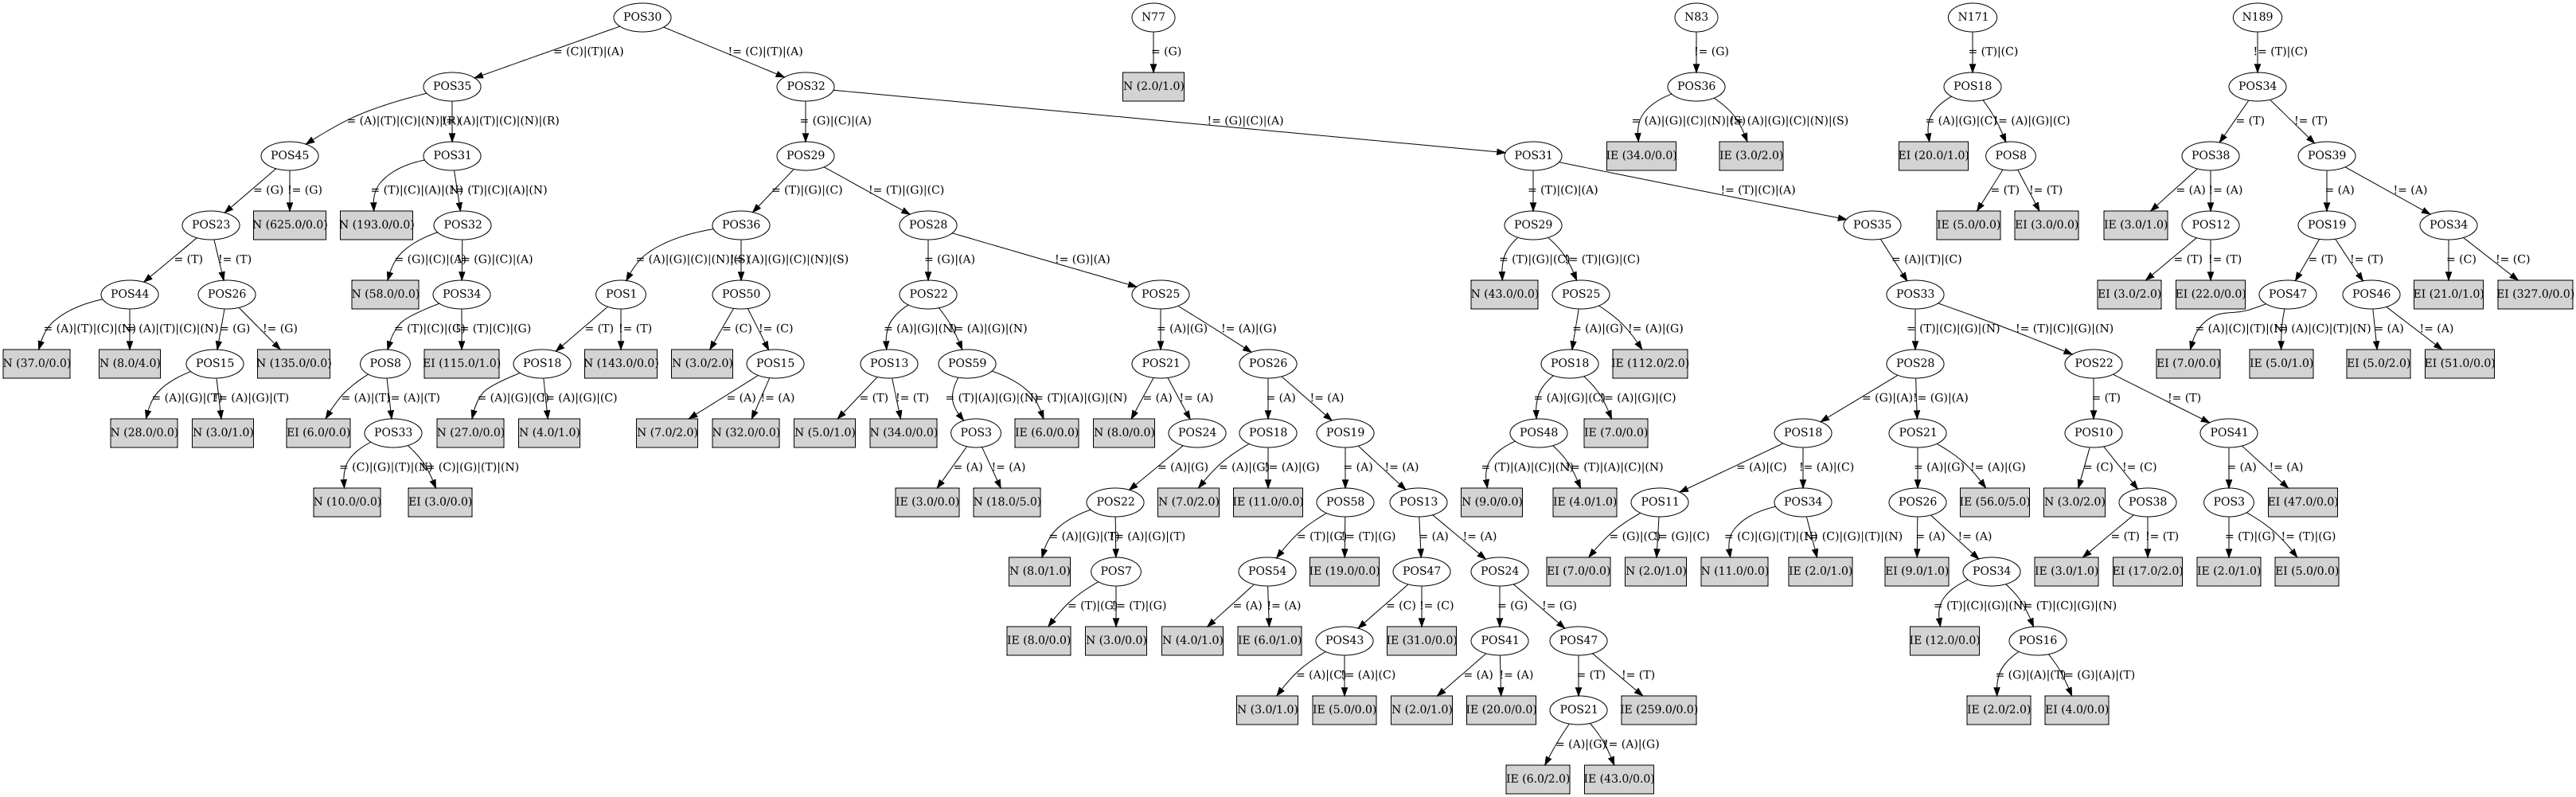 POS30 N77 N83 N171 N189
= (C)|(T)|(A) != (C)|(T)|(A) = (G) != (G) = (T)|(C) != (T)|(C)
POS35 POS32 N (2.0/1.0) POS36 POS18 POS34
= (A)|(T)|(C)|(N)|(R) != (A)|(T)|(C)|(N)|(R) = (G)|(C)|(A) != (G)|(C)|(A) = (A)|(G)|(C)|(N)|(S) != (A)|(G)|(C)|(N)|(S) = (A)|(G)|(C) != (A)|(G)|(C) = (T) != (T)
POS45 POS31 POS29 POS31 IE (34.0/0.0) IE (3.0/2.0) EI (20.0/1.0) POS8 POS38 POS39
= (G) != (G) = (T)|(C)|(A)|(N) != (T)|(C)|(A)|(N) = (T)|(G)|(C) != (T)|(G)|(C) = (T)|(C)|(A) != (T)|(C)|(A) = (T) != (T) = (A) != (A) = (A) != (A)
POS23 N (625.0/0.0) N (193.0/0.0) POS32 POS36 POS28 POS29 POS35 IE (5.0/0.0) EI (3.0/0.0) IE (3.0/1.0) POS12 POS19 POS34
= (T) != (T) = (G)|(C)|(A) != (G)|(C)|(A) = (A)|(G)|(C)|(N)|(S) != (A)|(G)|(C)|(N)|(S) = (G)|(A) != (G)|(A) = (T)|(G)|(C) != (T)|(G)|(C) = (A)|(T)|(C) = (T) != (T) = (T) != (T) = (C) != (C)
POS44 POS26 N (58.0/0.0) POS34 POS1 POS50 POS22 POS25 N (43.0/0.0) POS25 POS33 EI (3.0/2.0) EI (22.0/0.0) POS47 POS46 EI (21.0/1.0) EI (327.0/0.0)
= (A)|(T)|(C)|(N) != (A)|(T)|(C)|(N) = (G) != (G) = (T)|(C)|(G) != (T)|(C)|(G) = (T) != (T) = (C) != (C) = (A)|(G)|(N) != (A)|(G)|(N) = (A)|(G) != (A)|(G) = (A)|(G) != (A)|(G) = (T)|(C)|(G)|(N) != (T)|(C)|(G)|(N) = (A)|(C)|(T)|(N) != (A)|(C)|(T)|(N) = (A) != (A)
N (37.0/0.0) N (8.0/4.0) POS15 N (135.0/0.0) POS8 EI (115.0/1.0) POS18 N (143.0/0.0) N (3.0/2.0) POS15 POS13 POS59 POS21 POS26 POS18 IE (112.0/2.0) POS28 POS22 EI (7.0/0.0) IE (5.0/1.0) EI (5.0/2.0) EI (51.0/0.0)
= (A)|(G)|(T) != (A)|(G)|(T) = (A)|(T) != (A)|(T) = (A)|(G)|(C) != (A)|(G)|(C) = (A) != (A) = (T) != (T) = (T)|(A)|(G)|(N) != (T)|(A)|(G)|(N) = (A) != (A) = (A) != (A) = (A)|(G)|(C) != (A)|(G)|(C) = (G)|(A) != (G)|(A) = (T) != (T)
N (28.0/0.0) N (3.0/1.0) EI (6.0/0.0) POS33 N (27.0/0.0) N (4.0/1.0) N (7.0/2.0) N (32.0/0.0) N (5.0/1.0) N (34.0/0.0) POS3 IE (6.0/0.0) N (8.0/0.0) POS24 POS18 POS19 POS48 IE (7.0/0.0) POS18 POS21 POS10 POS41
= (C)|(G)|(T)|(N) != (C)|(G)|(T)|(N) = (A) != (A) = (A)|(G) = (A)|(G) != (A)|(G) = (A) != (A) = (T)|(A)|(C)|(N) != (T)|(A)|(C)|(N) = (A)|(C) != (A)|(C) = (A)|(G) != (A)|(G) = (C) != (C) = (A) != (A)
N (10.0/0.0) EI (3.0/0.0) IE (3.0/0.0) N (18.0/5.0) POS22 N (7.0/2.0) IE (11.0/0.0) POS58 POS13 N (9.0/0.0) IE (4.0/1.0) POS11 POS34 POS26 IE (56.0/5.0) N (3.0/2.0) POS38 POS3 EI (47.0/0.0)
= (A)|(G)|(T) != (A)|(G)|(T) = (T)|(G) != (T)|(G) = (A) != (A) = (G)|(C) != (G)|(C) = (C)|(G)|(T)|(N) != (C)|(G)|(T)|(N) = (A) != (A) = (T) != (T) = (T)|(G) != (T)|(G)
N (8.0/1.0) POS7 POS54 IE (19.0/0.0) POS47 POS24 EI (7.0/0.0) N (2.0/1.0) N (11.0/0.0) IE (2.0/1.0) EI (9.0/1.0) POS34 IE (3.0/1.0) EI (17.0/2.0) IE (2.0/1.0) EI (5.0/0.0)
= (T)|(G) != (T)|(G) = (A) != (A) = (C) != (C) = (G) != (G) = (T)|(C)|(G)|(N) != (T)|(C)|(G)|(N)
IE (8.0/0.0) N (3.0/0.0) N (4.0/1.0) IE (6.0/1.0) POS43 IE (31.0/0.0) POS41 POS47 IE (12.0/0.0) POS16
= (A)|(C) != (A)|(C) = (A) != (A) = (T) != (T) = (G)|(A)|(T) != (G)|(A)|(T)
N (3.0/1.0) IE (5.0/0.0) N (2.0/1.0) IE (20.0/0.0) POS21 IE (259.0/0.0) IE (2.0/2.0) EI (4.0/0.0)
= (A)|(G) != (A)|(G)
IE (6.0/2.0) IE (43.0/0.0)